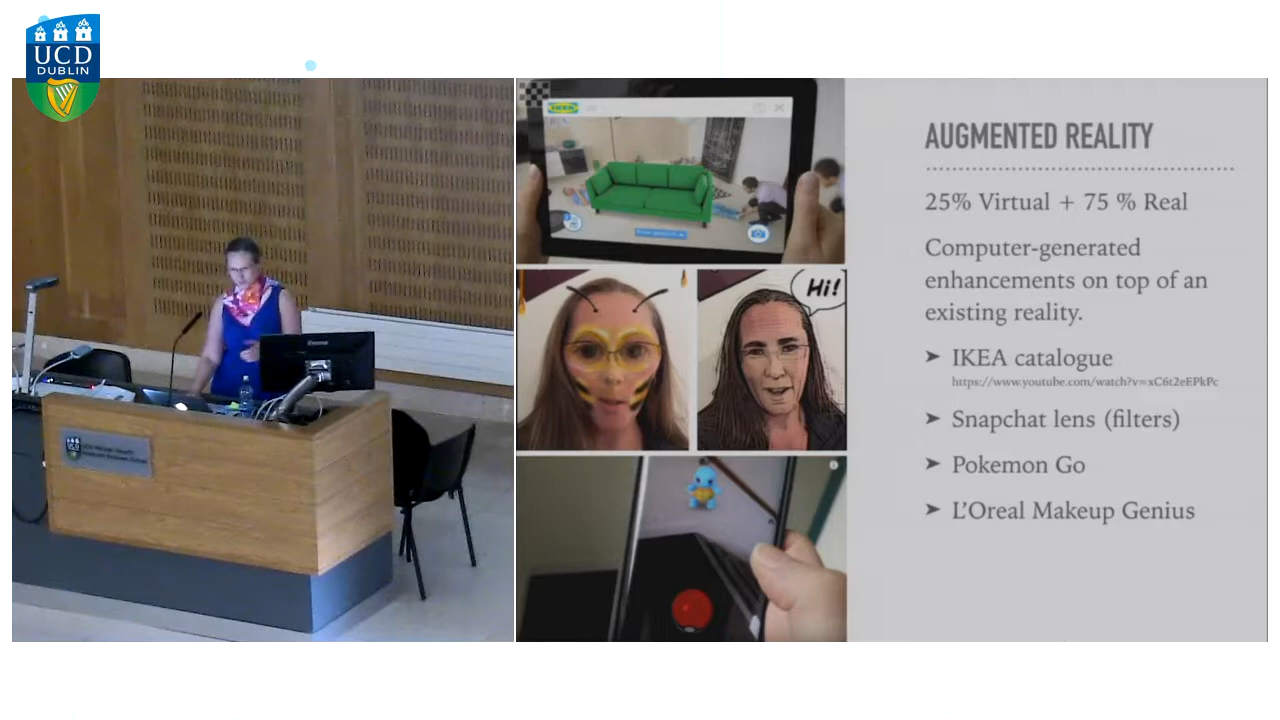 UCD
DUBLIN
IKEA
Hi!
AUGMENTED REALITY
25% Virtual + 75 % Real
Computer-generated
enhancements on top of an
existing reality.
➤ IKEA catalogue
https://www.youtube.com/watch?v=xC6t2eEPkPc
➤ Snapchat lens (filters)
➤ Pokemon Go
➤ L'Oreal Makeup Genius